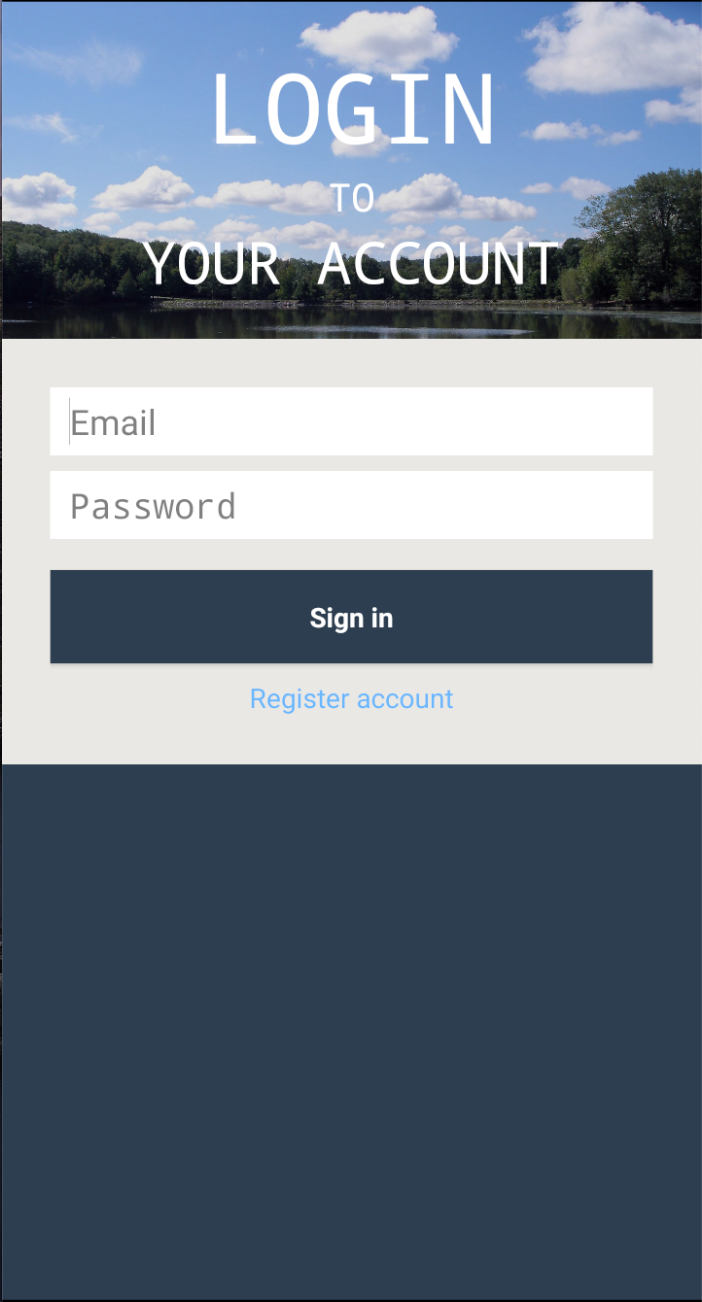 LOGIN
TO
YOUR ACCOUNT
Email
Password
Sign in
Register account